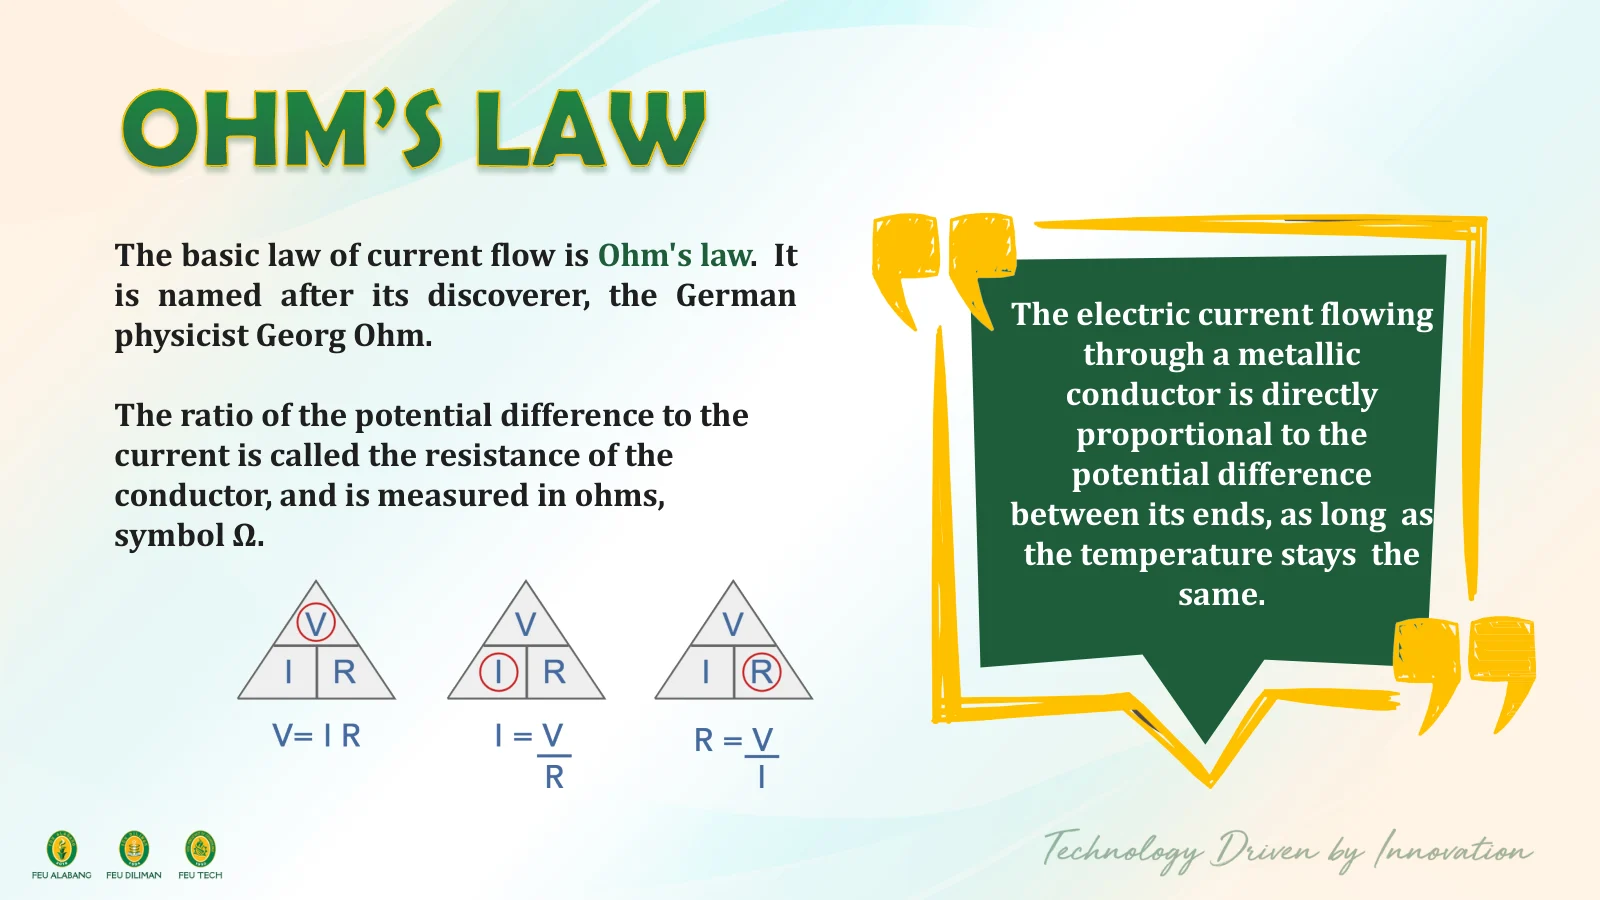 OHM’S LAW
The basic law of current flow is Ohm's law. It
is named after its discoverer, the German
physicist Georg Ohm.
The ratio of the potential difference to the
current is called the resistance of the
conductor, and is measured in ohms,
symbol Ω.
V
I R
V= I R
V
I R
I = V
R
V
I R
R = V
I
The electric current flowing
through a metallic
conductor is directly
proportional to the
potential difference
between its ends, as long as
the temperature stays the
same.
FEU ALABANG FEU DILIMAN FEU TECH
Technology Driven by Innovation